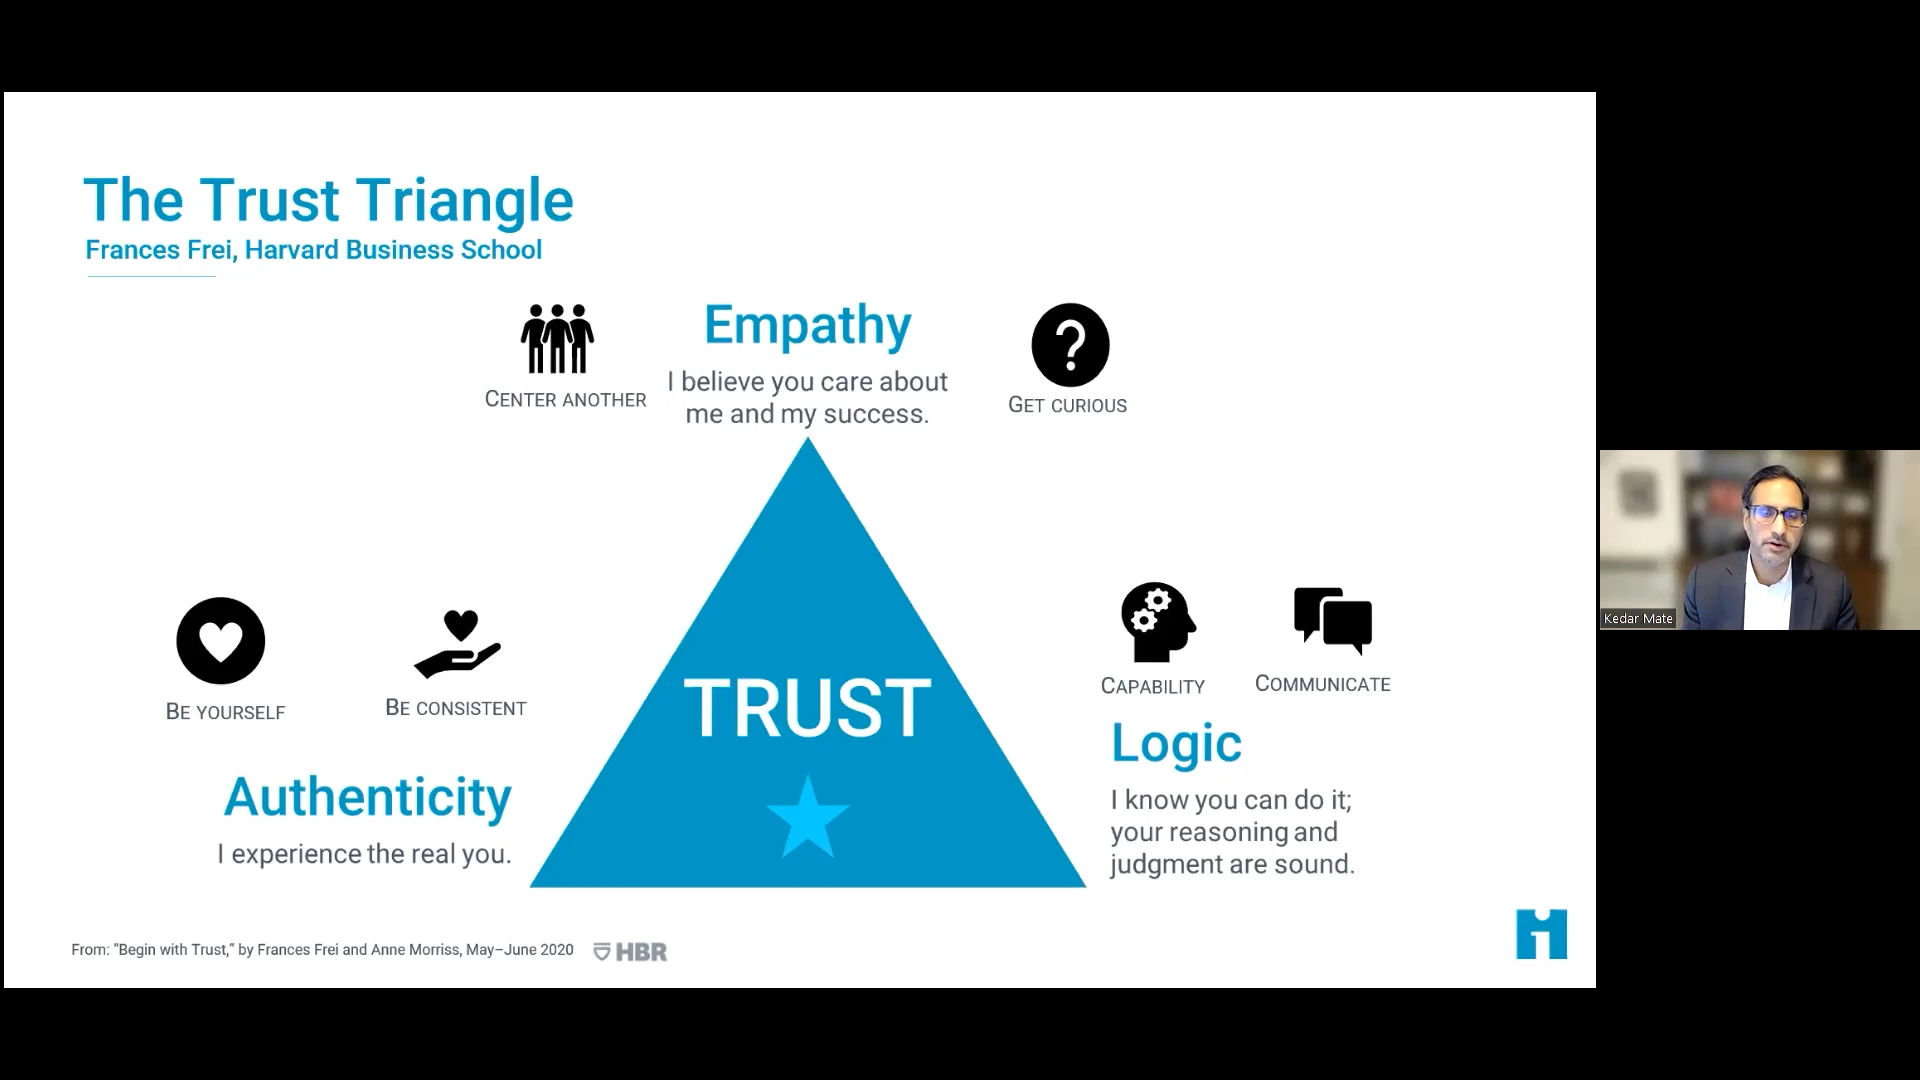 The Trust Triangle
Frances Frei, Harvard Business School
Empathy
I believe you care about
me and my success.
CENTER ANOTHER
GET CURIOUS
BE YOURSELF
BE CONSISTENT
Authenticity
I experience the real you.
TRUST
CAPABILITY
COMMUNICATE
Logic
I know you can do it;
your reasoning and
judgment are sound.
From: “Begin with Trust,” by Frances Frei and Anne Morriss, May–June 2020
HBR
Kedar Mate